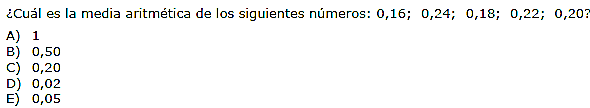 ¿Cuál es la media aritmética de los siguientes números: 0,16; 0,24; 0,18; 0,22; 0,20?
A) 1
B) 0,50
C) 0,20
D) 0,02
E) 0,05